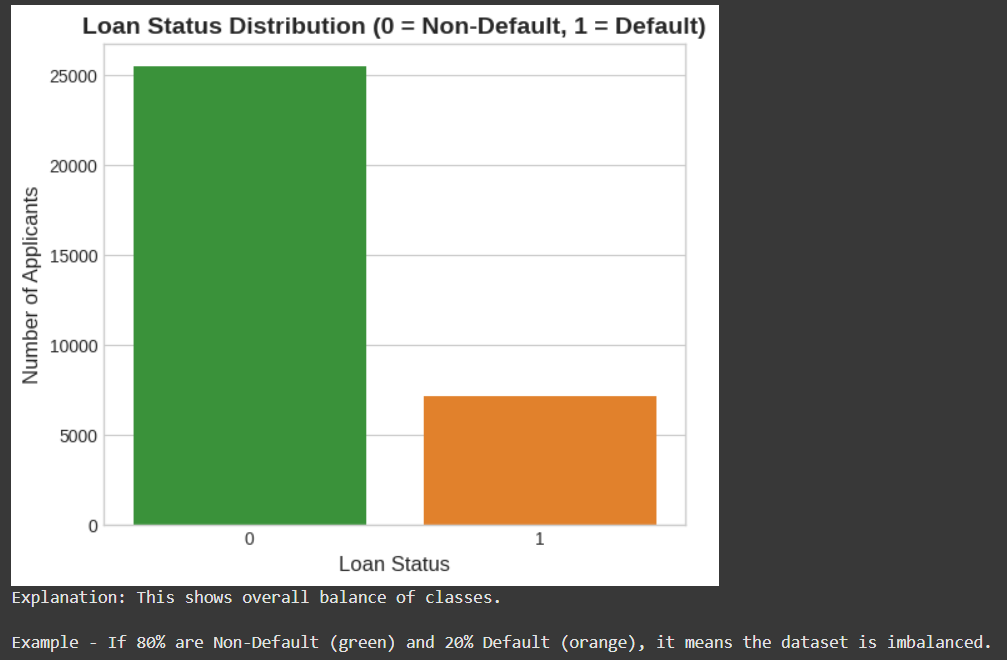 Loan Status Distribution (0 = Non-Default, 1 = Default)
25000
20000
15000
10000
5000
0
Number of Applicants
0 1
Loan Status
Explanation: This shows overall balance of classes.
Example - If 80% are Non-Default (green) and 20% Default (orange), it means the dataset is imbalanced.